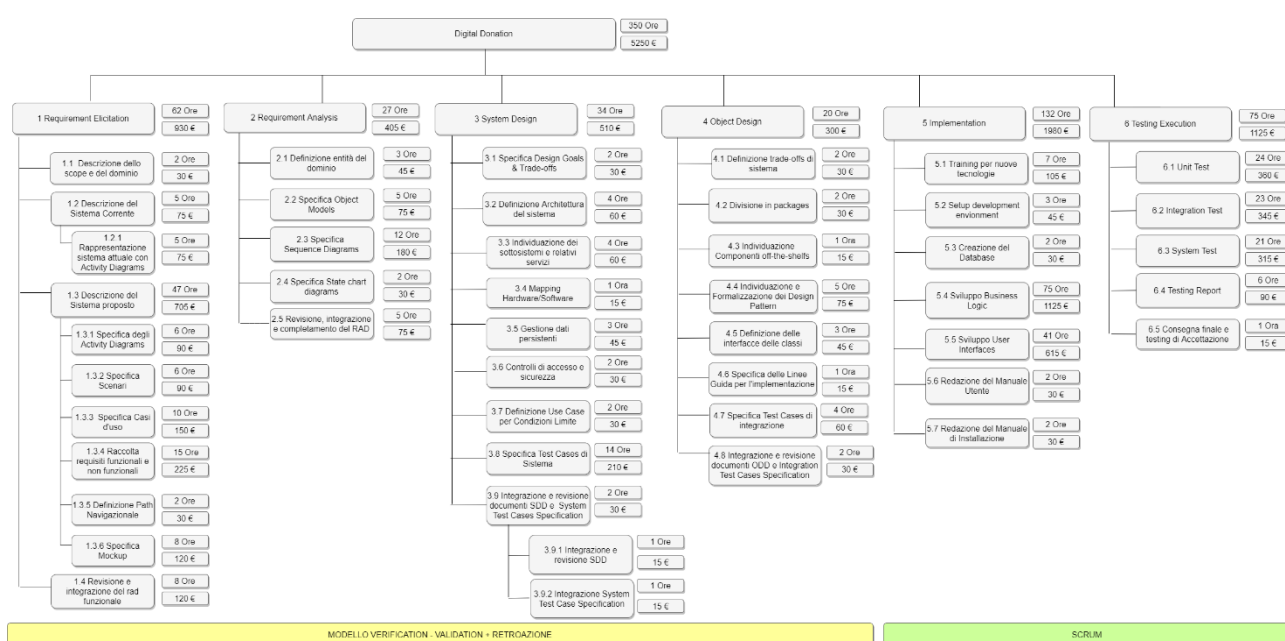 Digital Donation
350 Ore
5250 €
1 Requirement Elicitation
62 Ore
930 €
1.1 Descrizione dello
scope e del dominio
2 Ore
30 €
1.2 Descrizione del
Sistema Corrente
5 Ore
75 €
1.2.1
Rappresentazione
sistema attuale con
Activity Diagrams
5 Ore
75 €
1.3 Descrizione del
Sistema proposto
47 Ore
705 €
1.3.1 Specifica degli
Activity Diagrams
6 Ore
90 €
1.3.2 Specifica
Scenari
6 Ore
90 €
1.3.3 Specifica Casi
d'uso
10 Ore
150 €
1.3.4 Raccolta
requisiti funzionali e
non funzionali
15 Ore
225 €
1.3.5 Definizione Path
Navigazionale
2 Ore
30 €
1.3.6 Specifica
Mockup
8 Ore
120 €
1.4 Revisione e
integrazione del rad
funzionale
8 Ore
120 €
2 Requirement Analysis
27 Ore
405 €
2.1 Definizione entità del
dominio
3 Ore
45 €
2.2 Specifica Object
Models
5 Ore
75 €
2.3 Specifica
Sequence Diagrams
12 Ore
180 €
2.4 Specifica State chart
diagrams
2 Ore
30 €
2.5 Revisione, integrazione
e completamento del RAD
5 Ore
75 €
3 System Design
34 Ore
510 €
3.1 Specifica Design Goals
& Trade-offs
2 Ore
30 €
3.2 Definizione Architettura
del sistema
4 Ore
60 €
3.3 Individuazione dei
sottosistemi e relativi
servizi
4 Ore
60 €
3.4 Mapping
Hardware/Software
1 Ora
15 €
3.5 Gestione dati
persistenti
3 Ore
45 €
3.6 Controlli di accesso e
sicurezza
2 Ore
30 €
3.7 Definizione Use Case
per Condizioni Limite
2 Ore
30 €
3.8 Specifica Test Cases di
Sistema
14 Ore
210 €
3.9 Integrazione e revisione
documenti SDD e System
Test Cases Specification
2 Ore
30 €
3.9.1 Integrazione e
revisione SDD
1 Ore
15 €
3.9.2 Integrazione System
Test Case Specification
1 Ore
15 €
4 Object Design
20 Ore
300 €
4.1 Definizione trade-offs di
sistema
2 Ore
30 €
4.2 Divisione in packages
2 Ore
30 €
4.3 Individuazione
Componenti off-the-shelfs
1 Ora
15 €
4.4 Individuazione e
Formalizzazione dei Design
Pattern
5 Ore
75 €
4.5 Definizione delle
interfacce delle classi
3 Ore
45 €
4.6 Specifica delle Linee
Guida per l'implementazione
1 Ora
15 €
4.7 Specifica Test Cases di
integrazione
4 Ore
60 €
4.8 Integrazione e revisione
documenti ODD e Integration
Test Cases Specification
2 Ore
30 €
5 Implementation
132 Ore
1980 €
5.1 Training per nuove
tecnologie
7 Ore
105 €
5.2 Setup development
envionment
3 Ore
45 €
5.3 Creazione del
Database
2 Ore
30 €
5.4 Sviluppo Business
Logic
75 Ore
1125 €
5.5 Sviluppo User
Interfaces
41 Ore
615 €
5.6 Redazione del Manuale
Utente
2 Ore
30 €
5.7 Redazione del Manuale
di Installazione
2 Ore
30 €
6 Testing Execution
75 Ore
1125 €
6.1 Unit Test
24 Ore
360 €
6.2 Integration Test
23 Ore
345 €
6.3 System Test
21 Ore
315 €
6.4 Testing Report
6 Ore
90 €
6.5 Consegna finale e
testing di Accettazione
1 Ora
15 €
MODELLO VERIFICATION - VALIDATION + RETROAZIONE
SCRUM